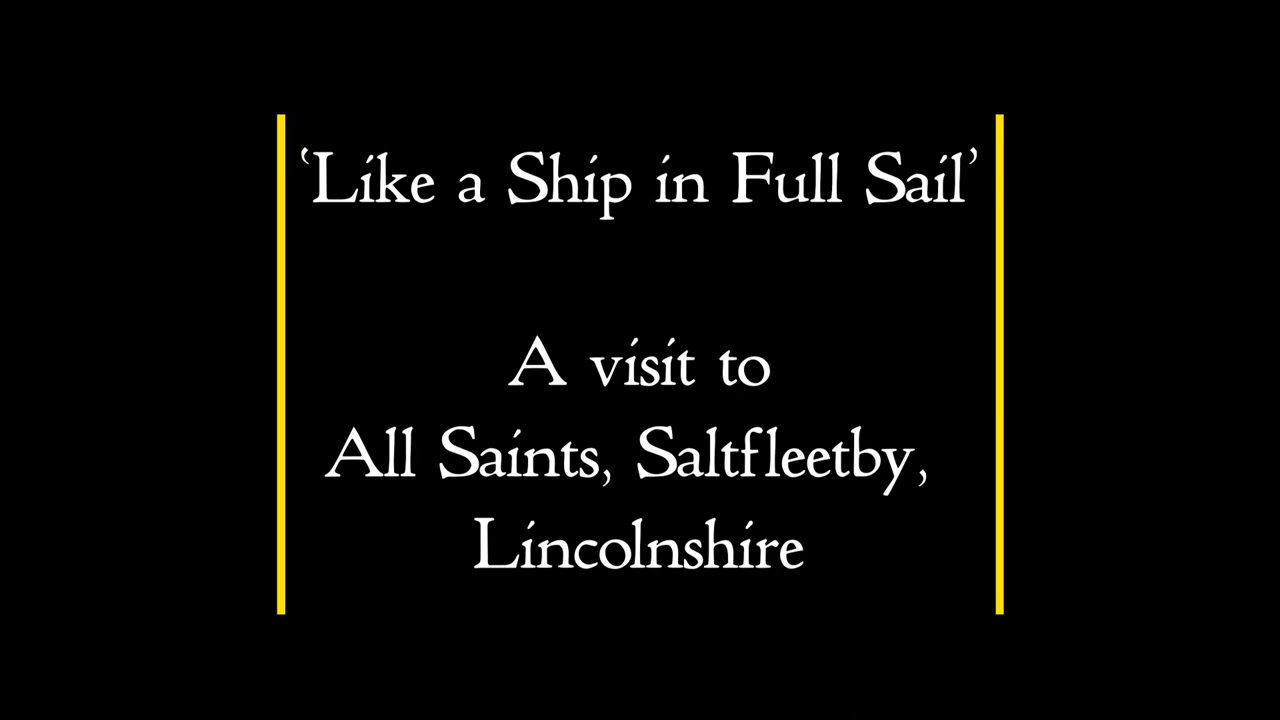 ‘Like a Ship in Full Sail’
A visit to
All Saints, Saltfleetby,
Lincolnshire